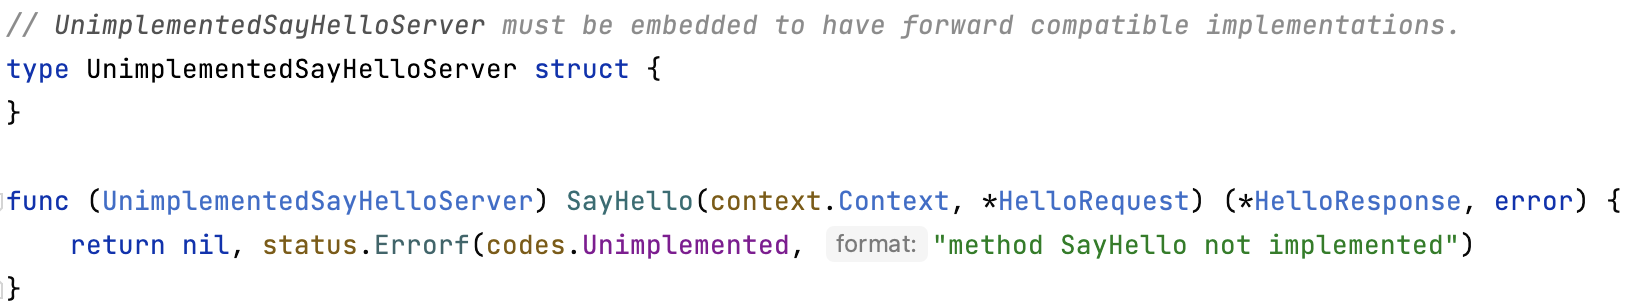 // UnimplementedSayHelloServer must be embedded to have forward compatible implementations.
type UnimplementedSayHelloServer struct {
}
func (UnimplementedSayHelloServer) SayHello(context.Context, *HelloRequest) (*HelloResponse, error) {
    return nil, status.Errorf(codes.Unimplemented, format: "method SayHello not implemented")
}